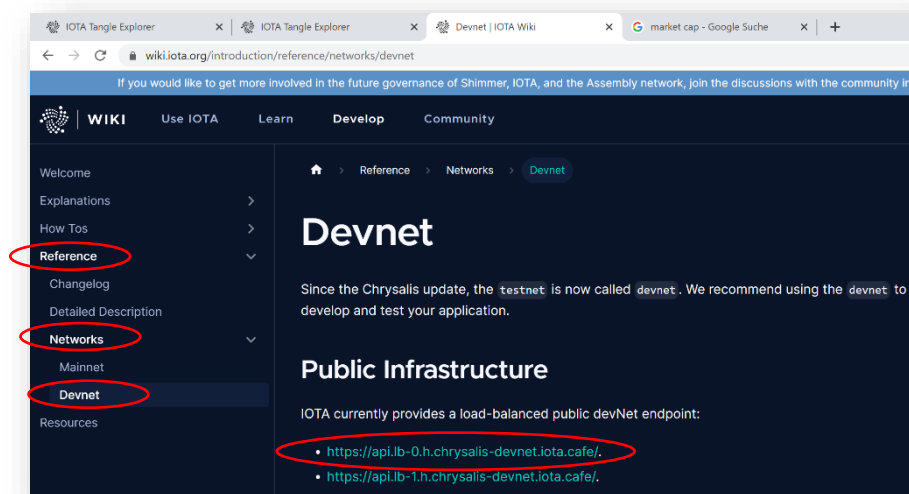 IOTA Tangle Explorer
IOTA Tangle Explorer
Devnet | IOTA Wiki
market cap - Google Suche
wiki.iota.org/introduction/reference/networks/devnet
If you would like to get more involved in the future governance of Shimmer, IOTA, and the Assembly network, join the discussions with the community in
WIKI
Use IOTA
Learn
Develop
Community
Welcome
Explanations
How Tos
Reference
Changelog
Detailed Description
Networks
Mainnet
Devnet
Resources
Reference > Networks > Devnet
Devnet
Since the Chrysalis update, the testnet is now called devnet. We recommend using the devnet to
develop and test your application.
Public Infrastructure
IOTA currently provides a load-balanced public devNet endpoint:
• https://api.lb-0.h.chrysalis-devnet.iota.cafe/.
• https://api.lb-1.h.chrysalis-devnet.iota.cafe/.